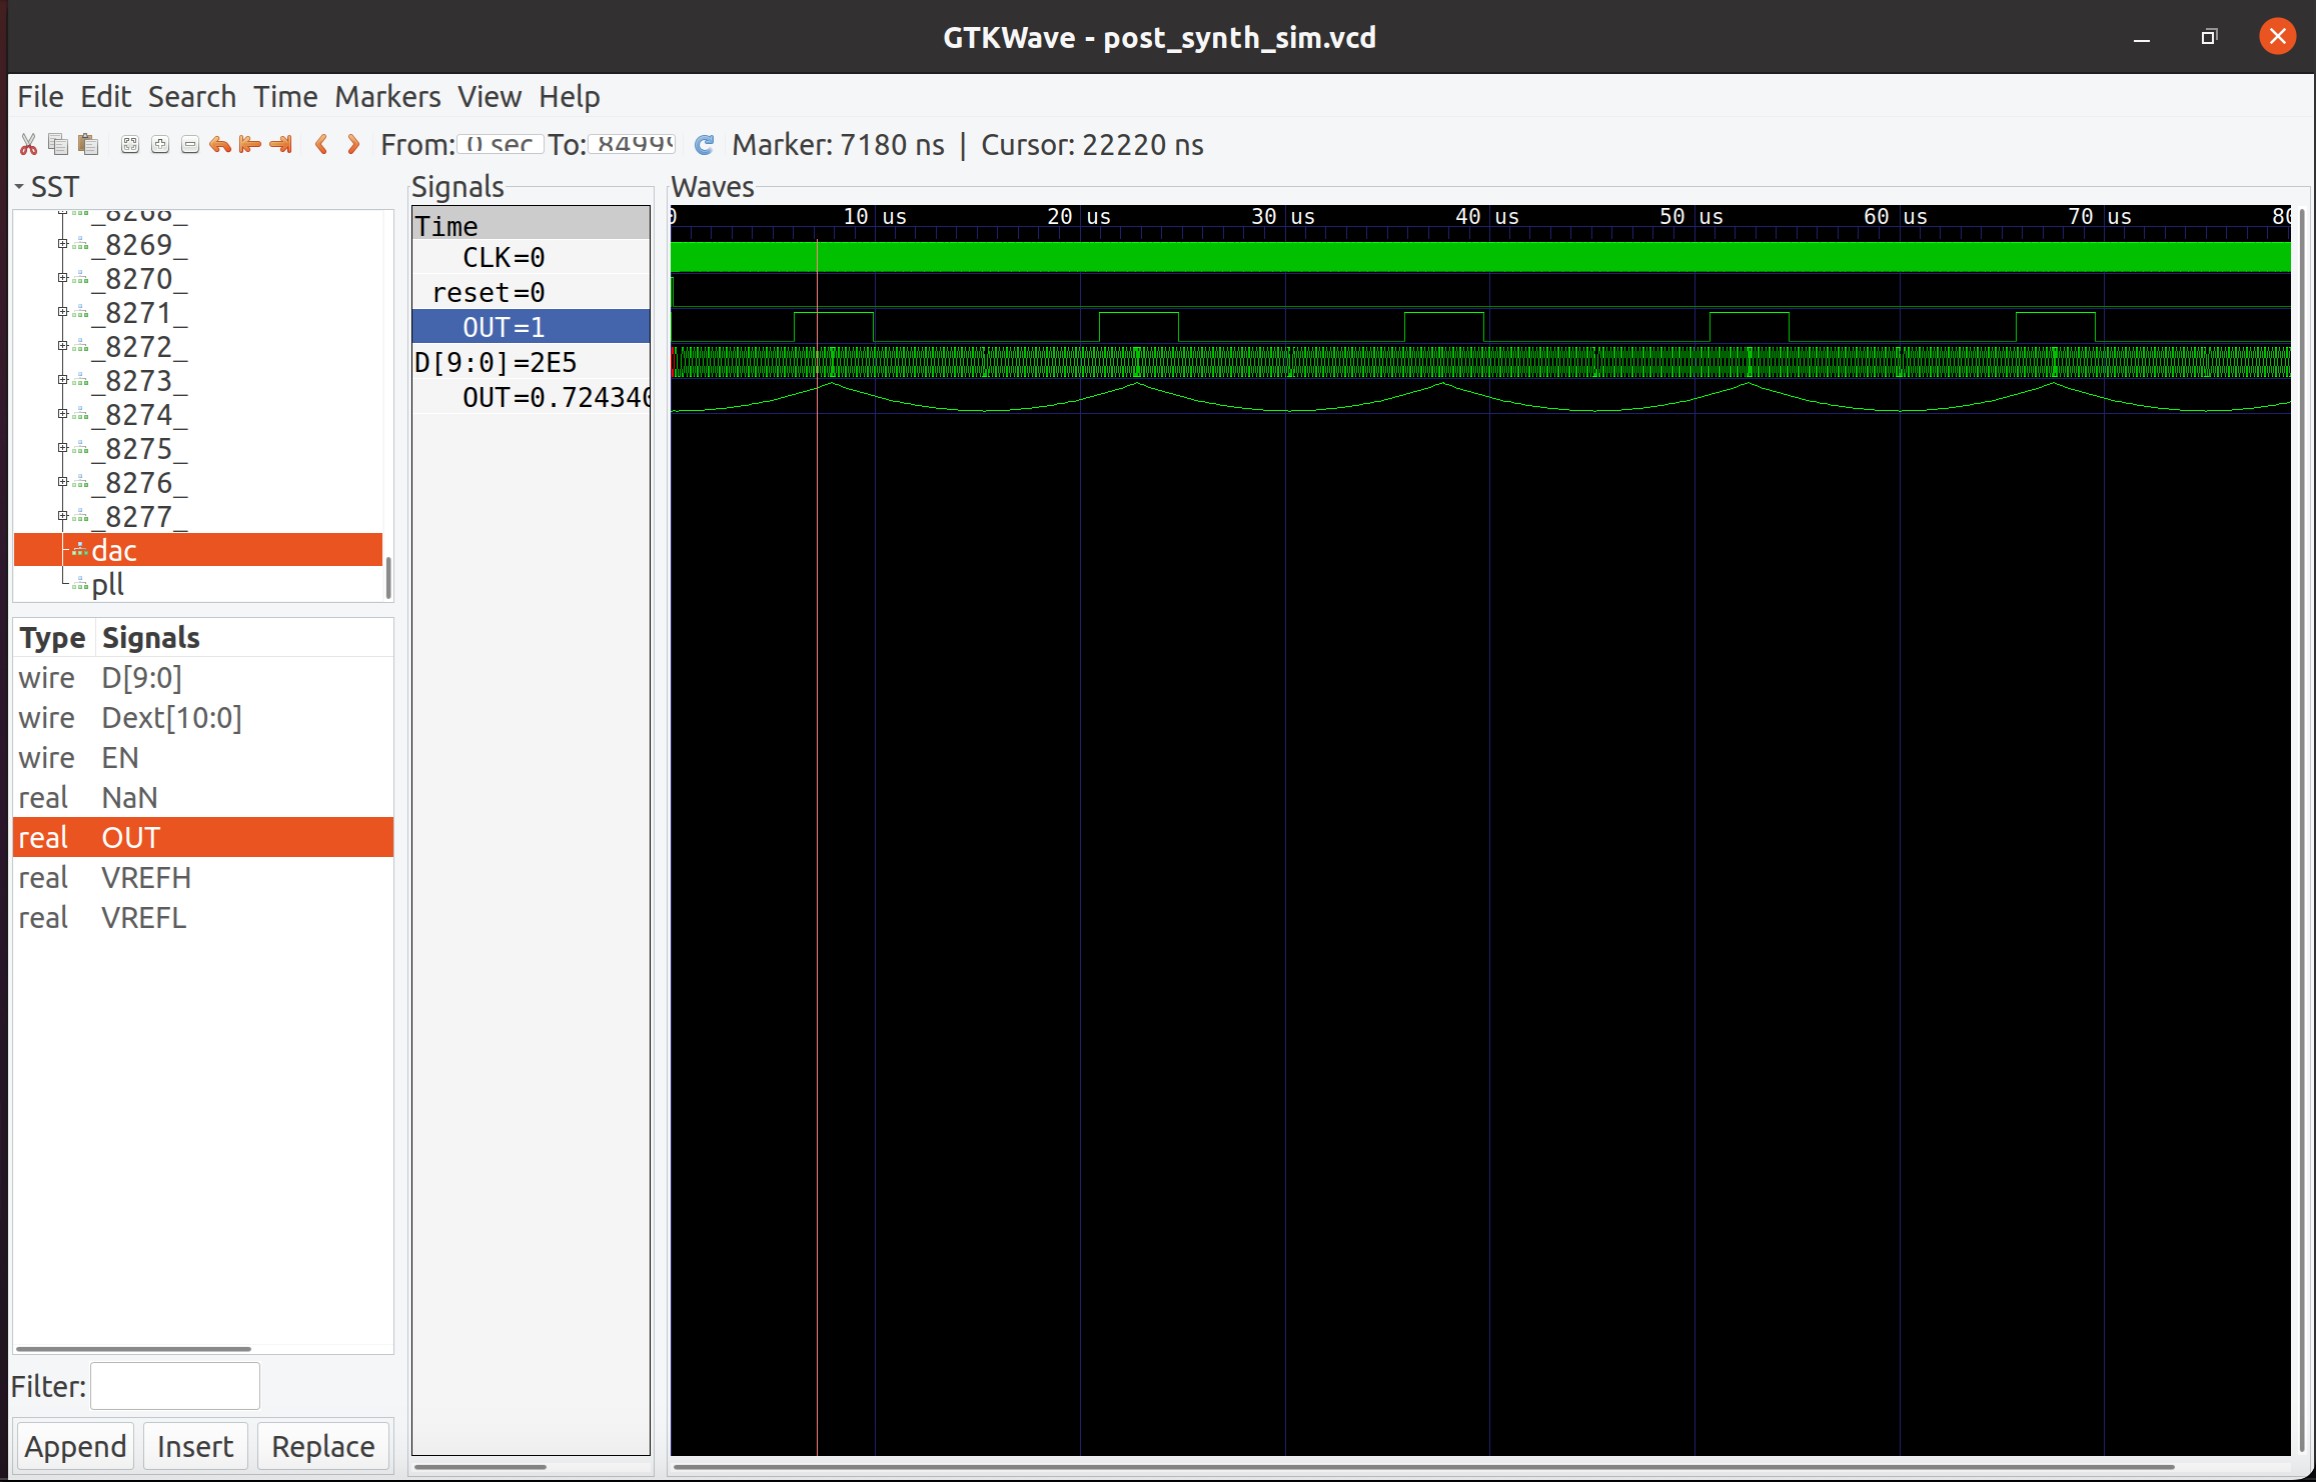 GTKWave - post_synth_sim.vcd
File Edit Search Time Markers View Help
From: 0 sec To: 84999 Marker: 7180 ns | Cursor: 22220 ns
SST
_8268_
_8269_
_8270_
_8271_
_8272_
_8273_
_8274_
_8275_
_8276_
_8277_
dac
pll
Type Signals
wire D[9:0]
wire Dext[10:0]
wire EN
real NaN
real OUT
real VREFH
real VREFL
Filter:
Append Insert Replace
Signals
Time
CLK=0
reset=0
OUT=1
D[9:0]=2E5
OUT=0.724340
Waves
0 10 us 20 us 30 us 40 us 50 us 60 us 70 us 80